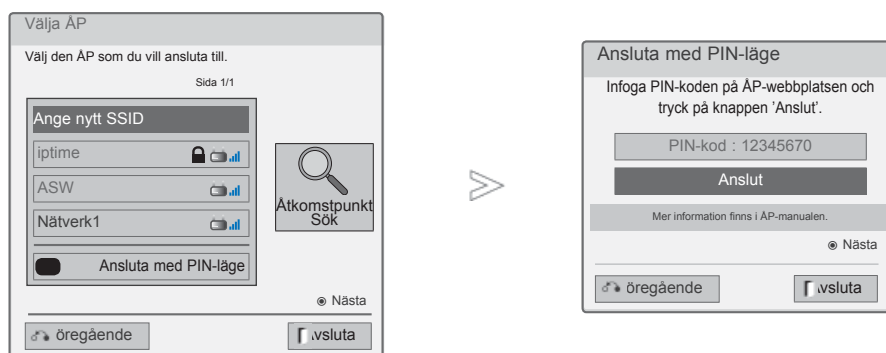 Välja ÅP
Välj den ÅP som du vill ansluta till.
Sida 1/1
Ange nytt SSID
iptime
ASW
Nätverk1
Ansluta med PIN-läge
Åtkomstpunkt
Sök
Nästa
öregående
vsluta
Ansluta med PIN-läge
Infoga PIN-koden på ÅP-webbplatsen och
tryck på knappen 'Anslut'.
PIN-kod : 12345670
Anslut
Mer information finns i ÅP-manualen.
Nästa
öregående
vsluta